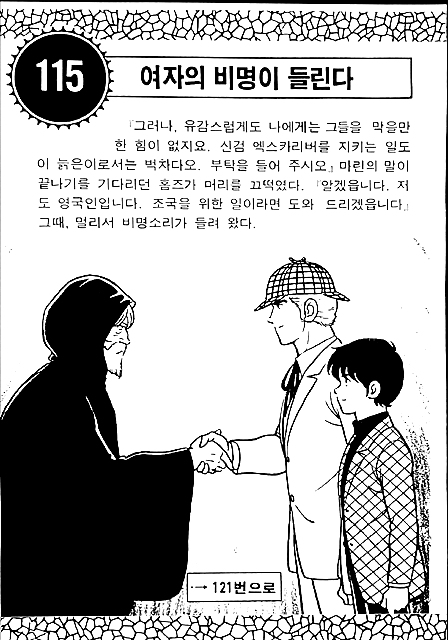 115
여자의 비명이 들린다
『그러나, 유감스럽게도 나에게는 그들을 막을만
한 힘이 없지요. 신검 엑스카리버를 지키는 일도
이 늙은이로서는 벅차다오. 부탁을 들어 주시오』 마린의 말이
끝나기를 기다리던 홈즈가 머리를 끄떡였다. 『알겠읍니다. 저
도 영국인입니다. 조국을 위한 일이라면 도와 드리겠읍니다』
그때, 멀리서 비명소리가 들려 왔다.
→ 121번으로